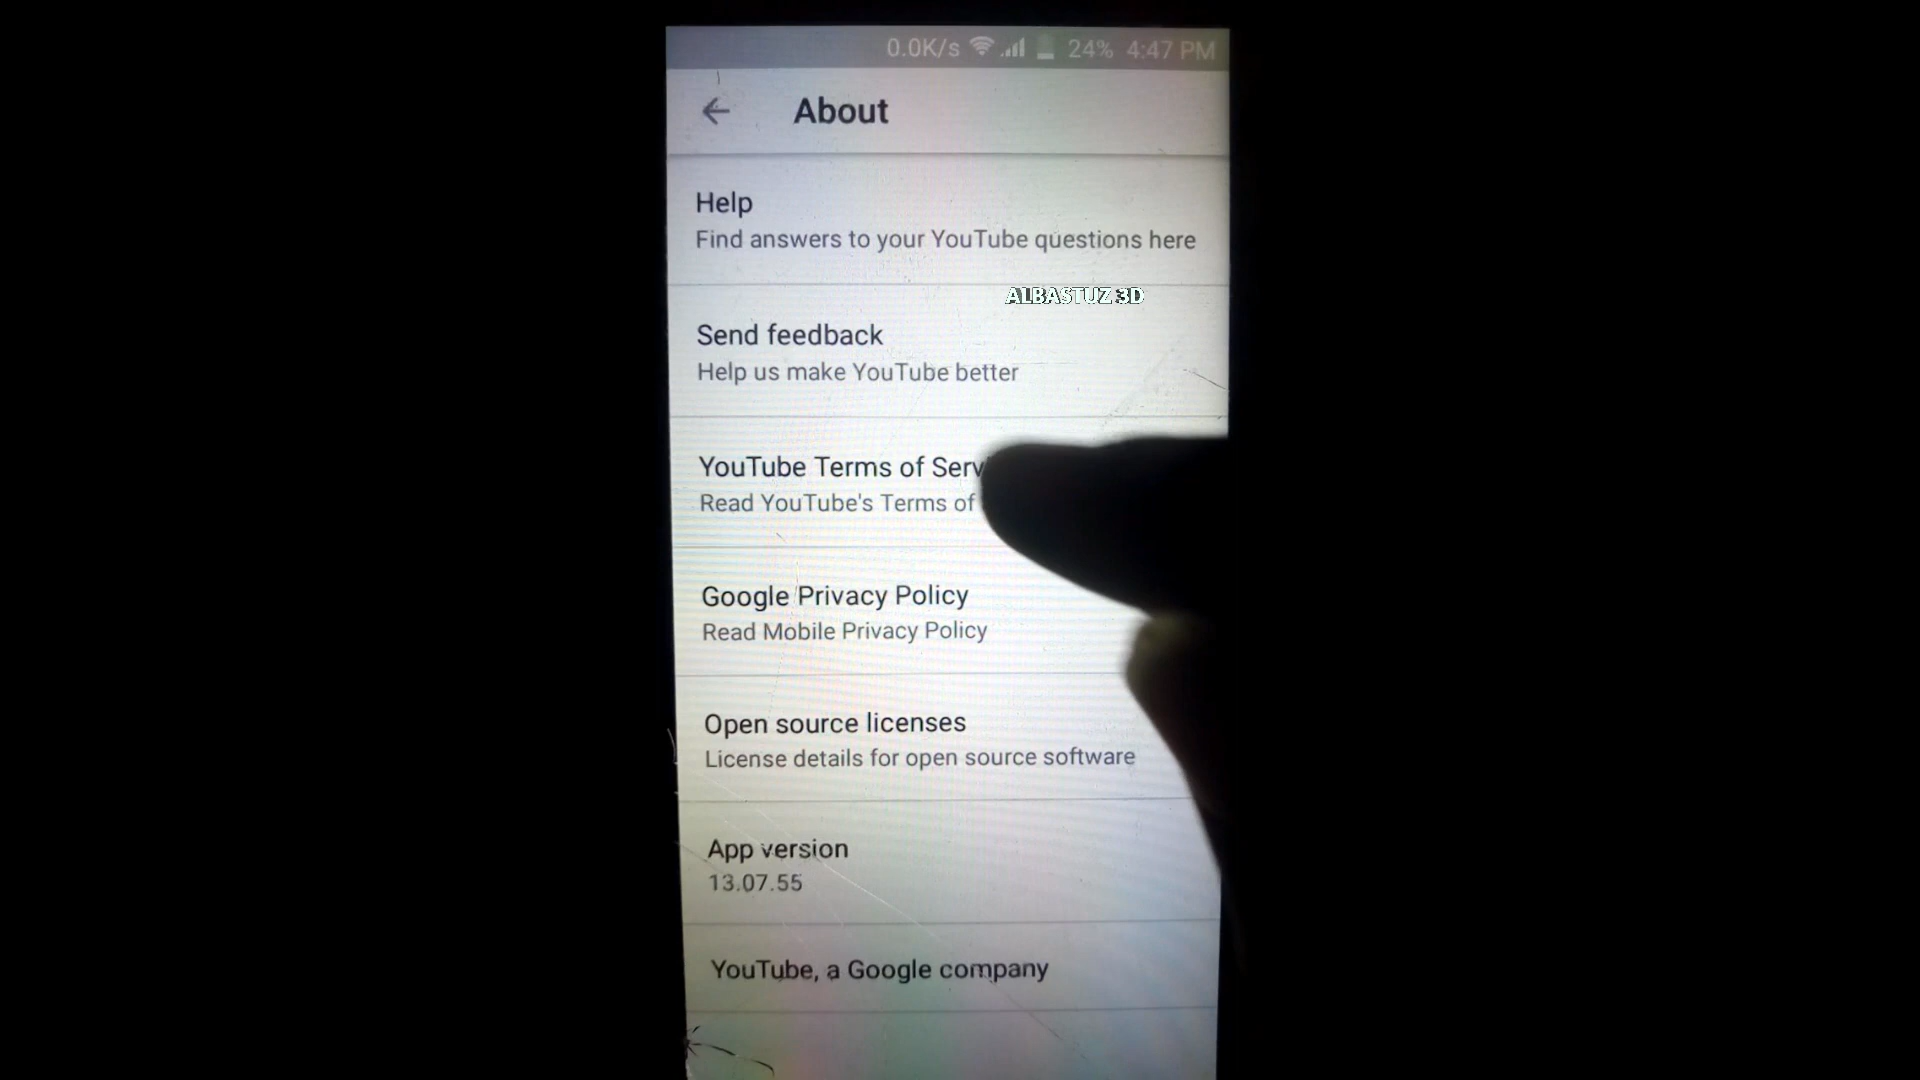 0.0K/s 24% 4:47 PM
About
Help
Find answers to your YouTube questions here
ALBASTUZ 3D
Send feedback
Help us make YouTube better
YouTube Terms of
Read YouTube's Terms of
Google Privacy Policy
Read Mobile Privacy Policy
Open source licenses
License details for open source software
App version
13.07.55
YouTube, a Google company